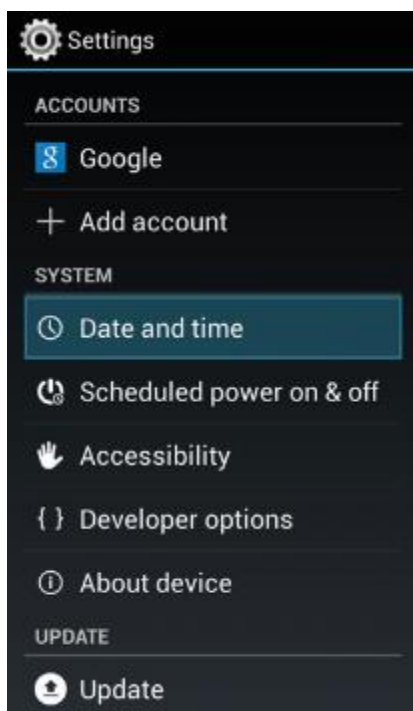 Settings
ACCOUNTS
8 Google
Add account
SYSTEM
Date and time
Scheduled power on & off
Accessibility
{ } Developer options
About device
UPDATE
Update